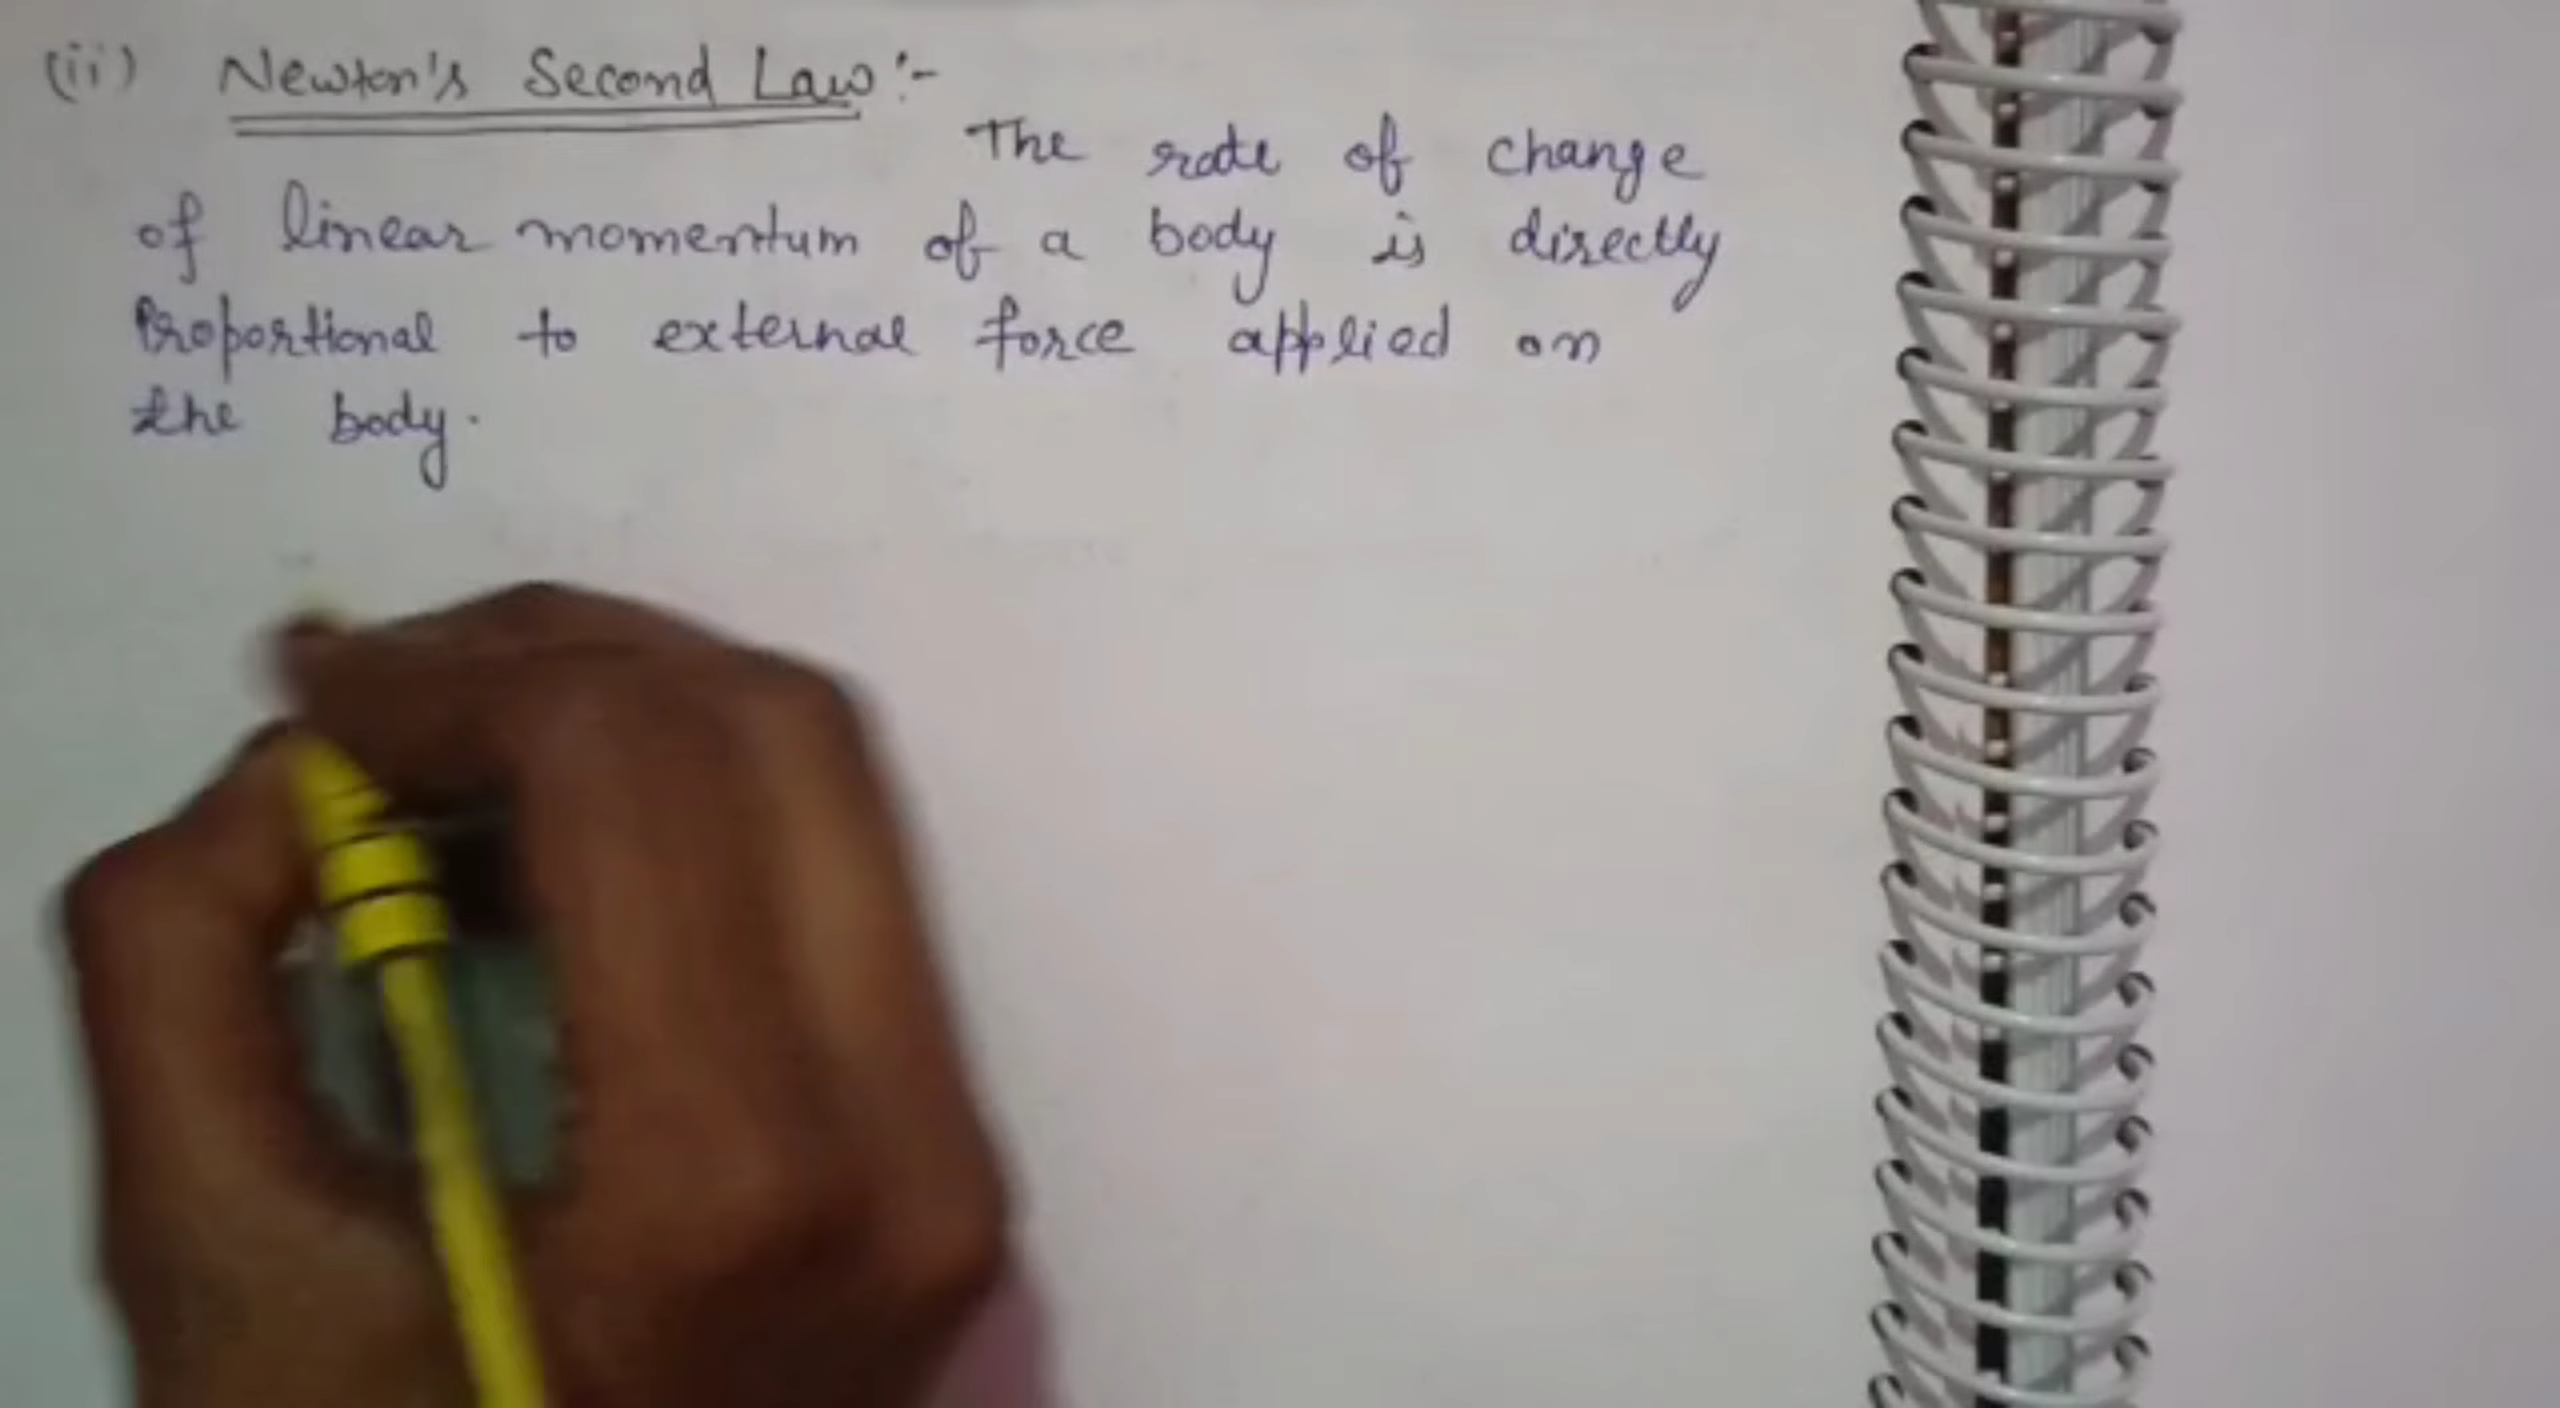 (ii) Newton's Second Law :-
The rate of change
of linear momentum of a body is directly
Proportional to external force applied on
the body.